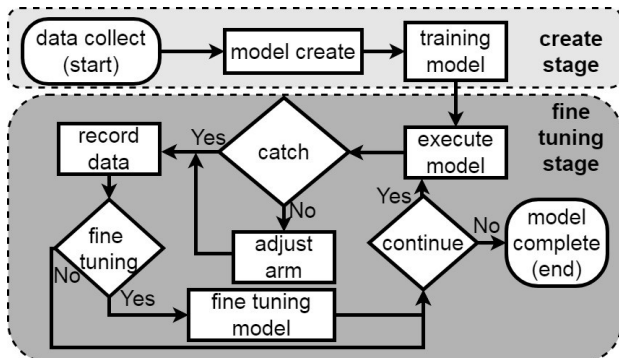 data collect
(start)
model create
training
model
create
stage
fine
tuning
stage
record
data
Yes
catch
execute
model
No
Yes
adjust
arm
fine
tuning
No
continue
No
model
complete
(end)
Yes
fine tuning
model